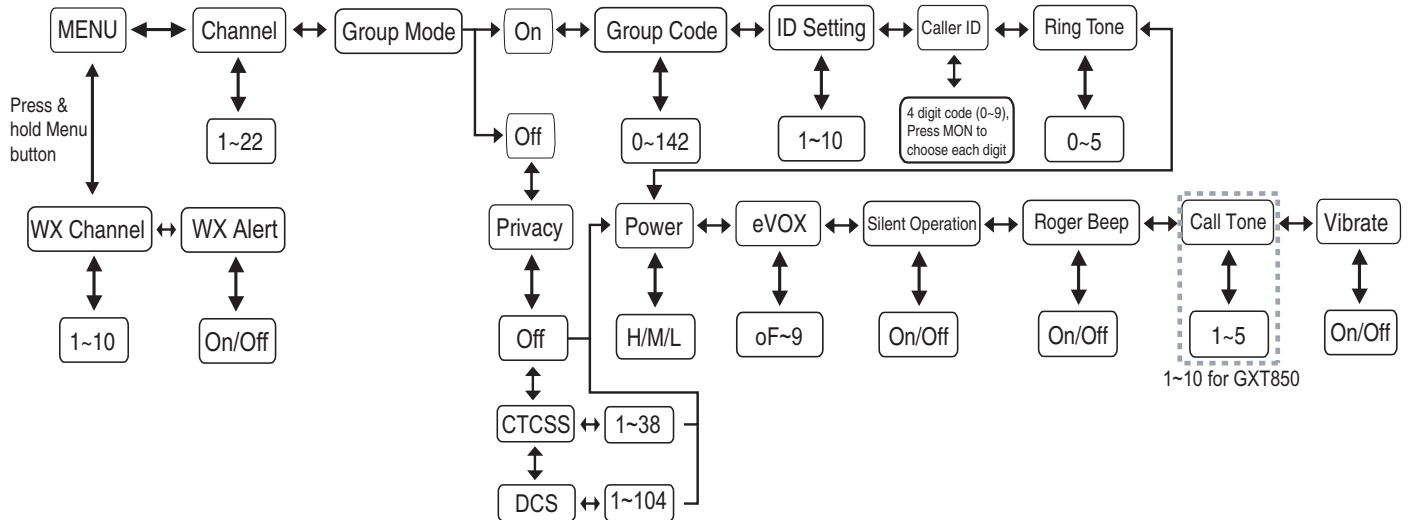 MENU
Channel
Group Mode
On
Group Code
ID Setting
Caller ID
Ring Tone
Press &
hold Menu
button
1~22
Off
0~142
1~10
4 digit code (0~9),
Press MON to
choose each digit
0~5
WX Channel
WX Alert
Privacy
Power
eVOX
Silent Operation
Roger Beep
Call Tone
Vibrate
1~10
On/Off
Off
H/M/L
oF~9
On/Off
On/Off
1~5
On/Off
1~10 for GXT850
CTCSS
1~38
DCS
1~104